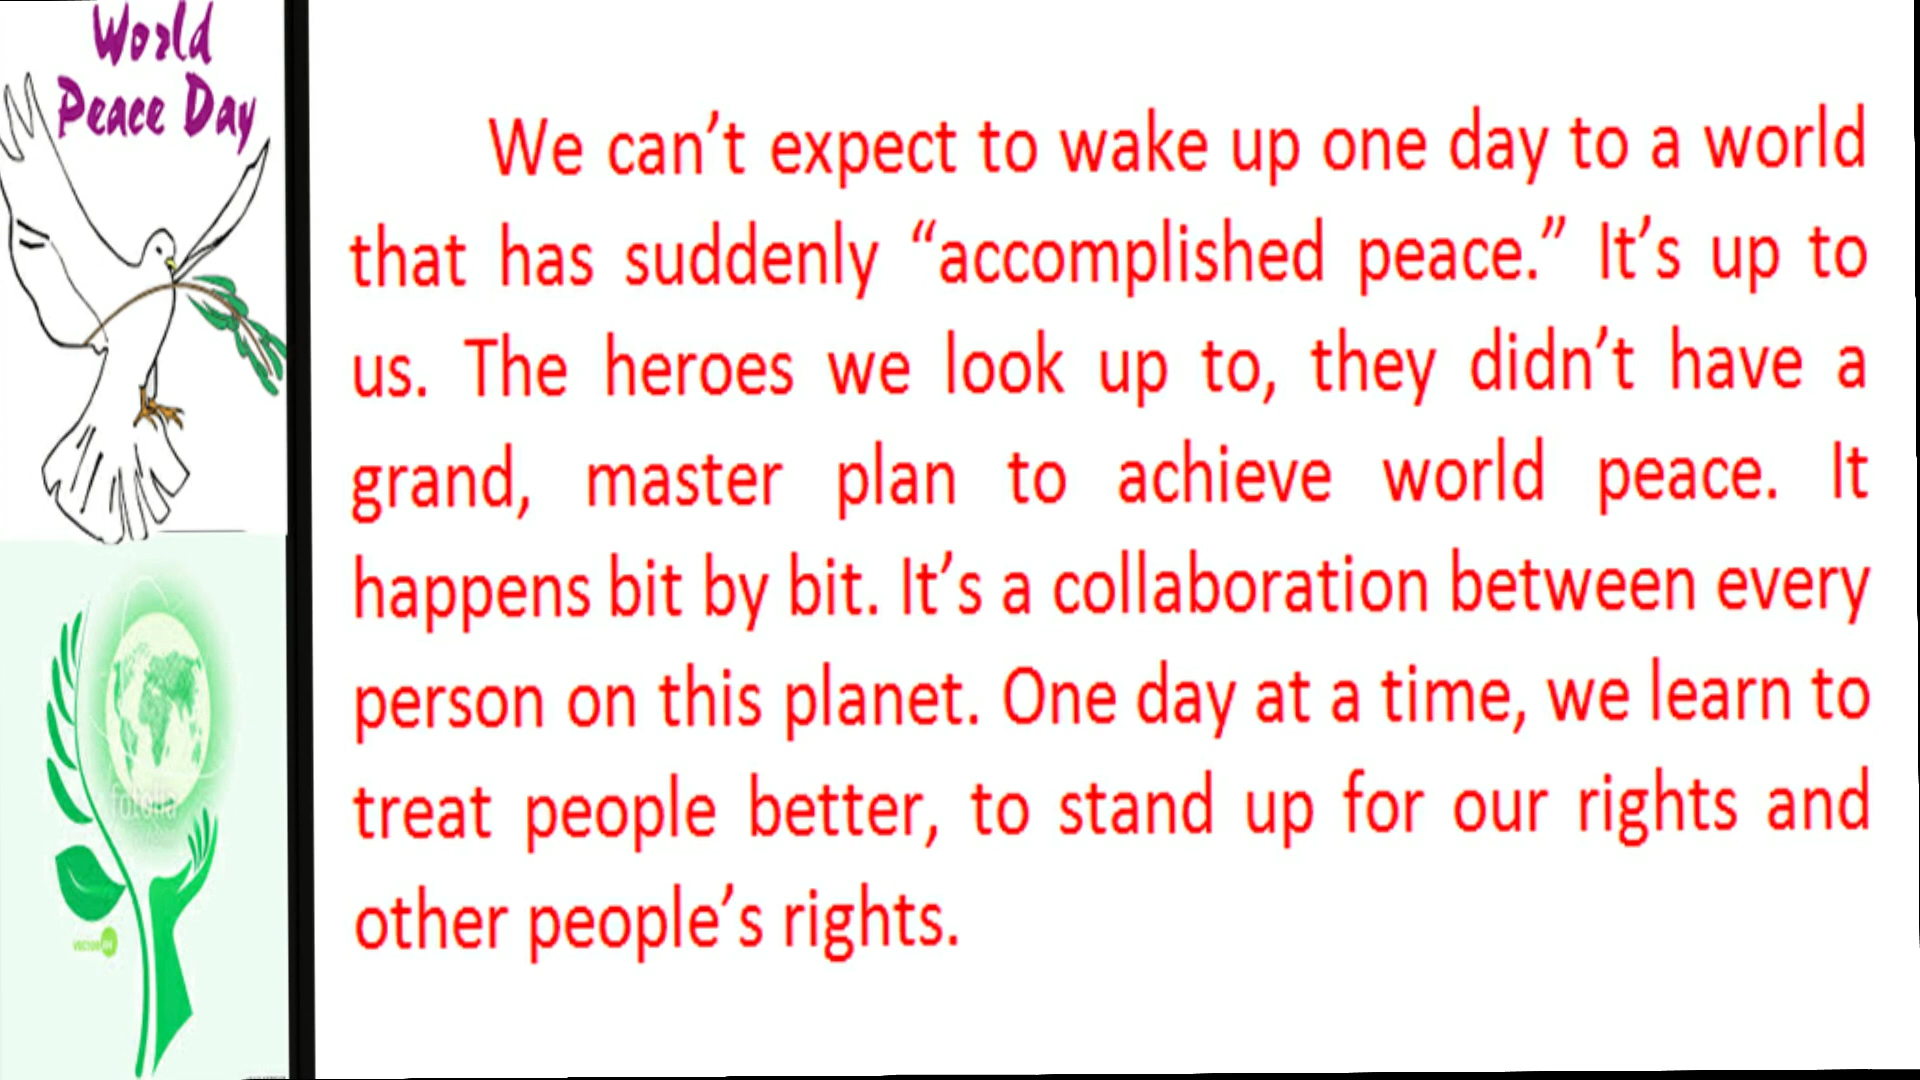 World
Peace Day
We can’t expect to wake up one day to a world
that has suddenly “accomplished peace.” It’s up to
us. The heroes we look up to, they didn’t have a
grand, master plan to achieve world peace. It
happens bit by bit. It’s a collaboration between every
person on this planet. One day at a time, we learn to
treat people better, to stand up for our rights and
other people’s rights.
fotolia